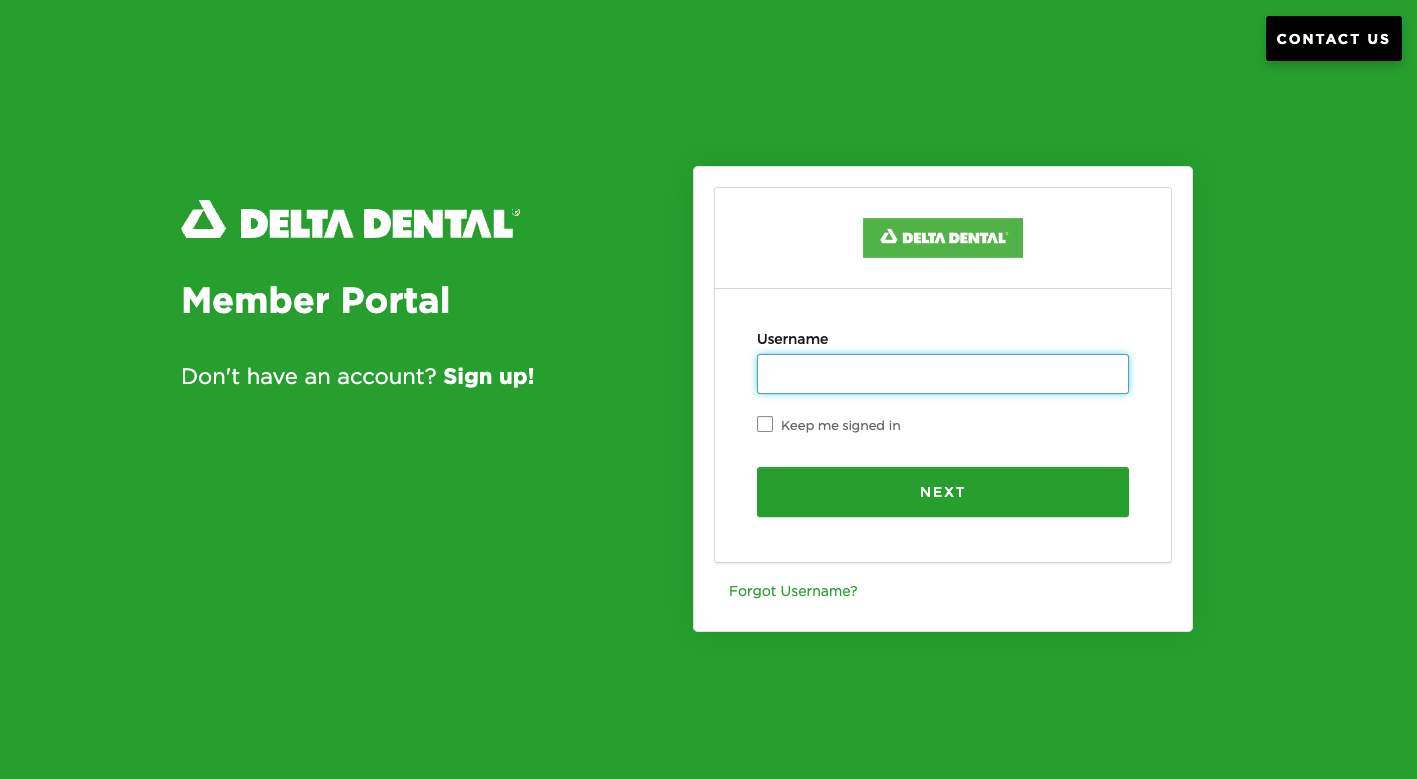 CONTACT US
DELTA DENTAL®
Member Portal
Don't have an account? Sign up!
DELTA DENTAL
Username
Keep me signed in
NEXT
Forgot Username?